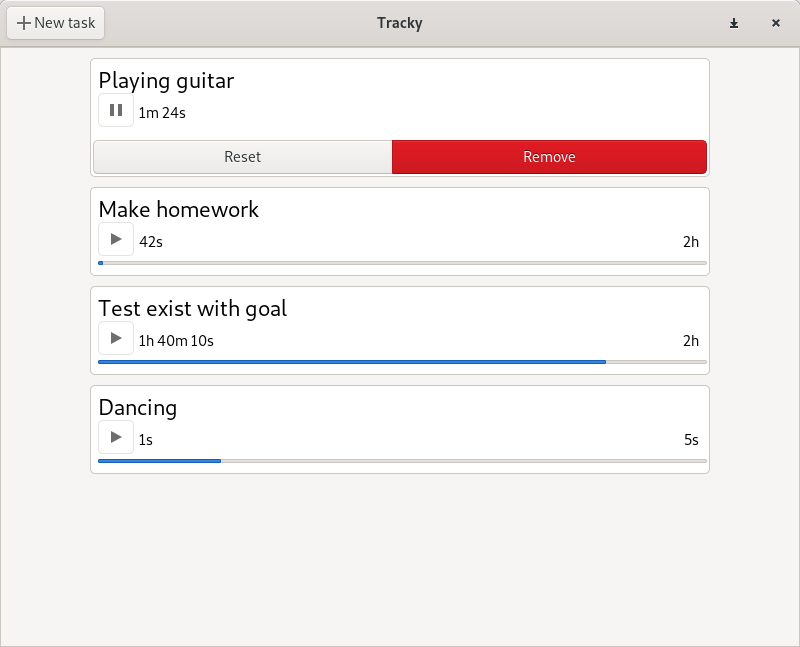 New task
Tracky
Playing guitar
1m 24s
Reset Remove
Make homework
42s 2h
Test exist with goal
1h 40m 10s 2h
Dancing
1s 5s